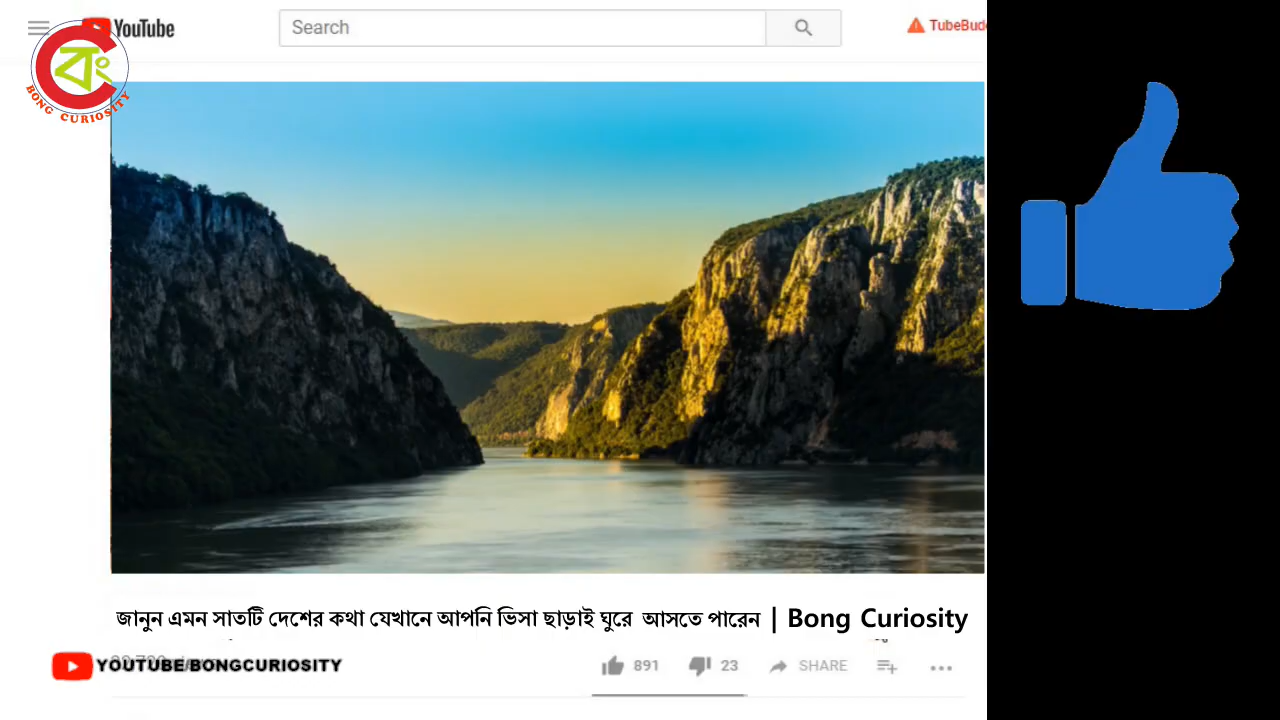 YouTube
Search
TubeBud
বং
BONG CURIOSITY
জানুন এমন সাতটি দেশের কথা যেখানে আপনি ভিসা ছাড়াই ঘুরে আসতে পারেন | Bong Curiosity
YOUTUBE/BONGCURIOSITY
891
23
SHARE